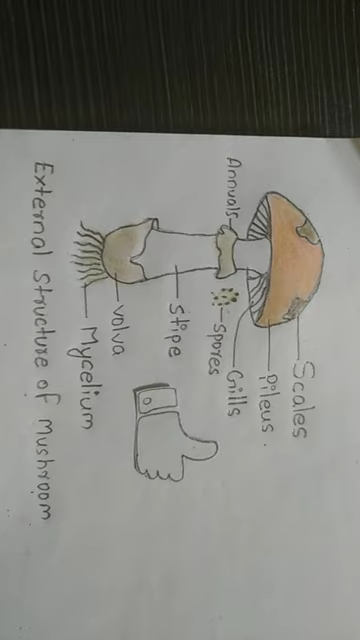 Scales
Pileus.
Gills
Annuals
Spores
Stipe
volva
Mycelium
External Structure of Mushroom